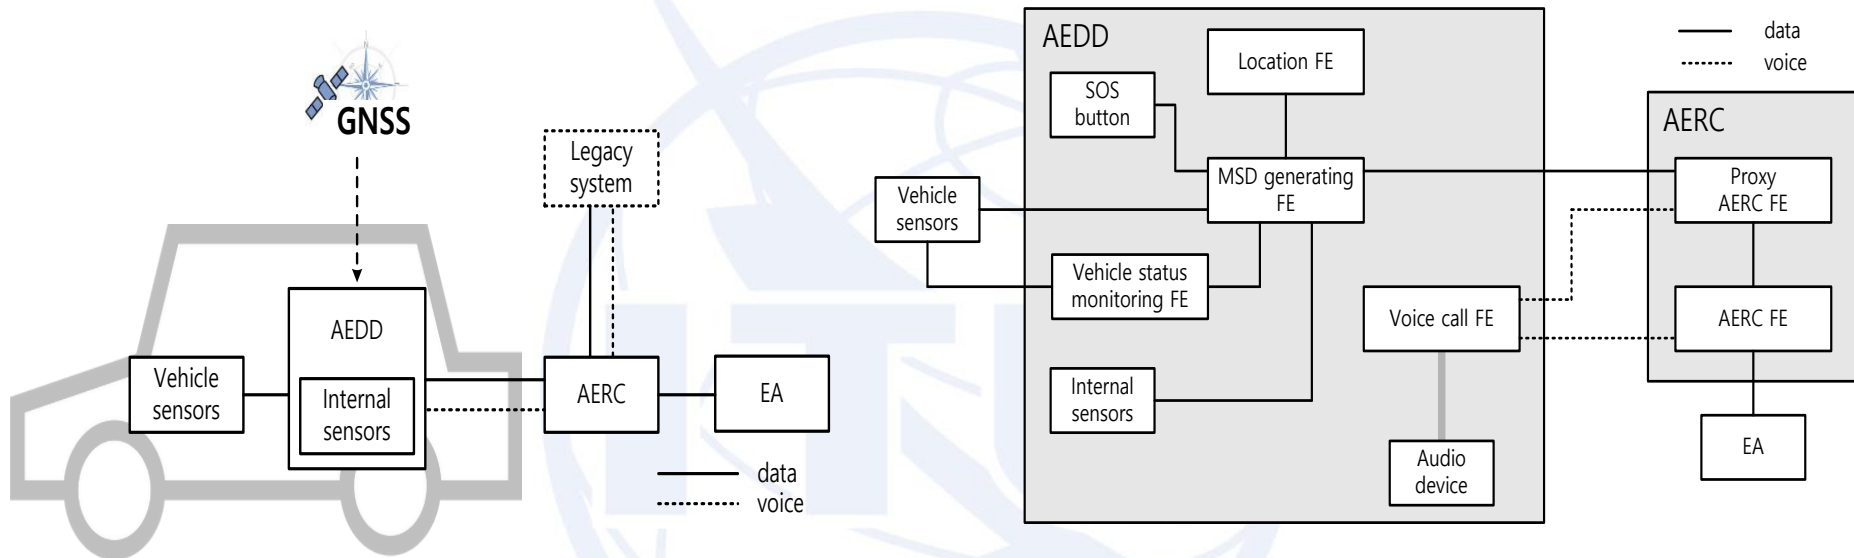 GNSS
Legacy
system
AEDD
Vehicle
sensors
Internal
sensors
AERC
EA
data
voice
AEDD
SOS
button
Location FE
Vehicle
sensors
MSD generating
FE
Vehicle status
monitoring FE
Internal
sensors
Voice call FE
Audio
device
data
voice
AERC
Proxy
AERC FE
AERC FE
EA
ITU